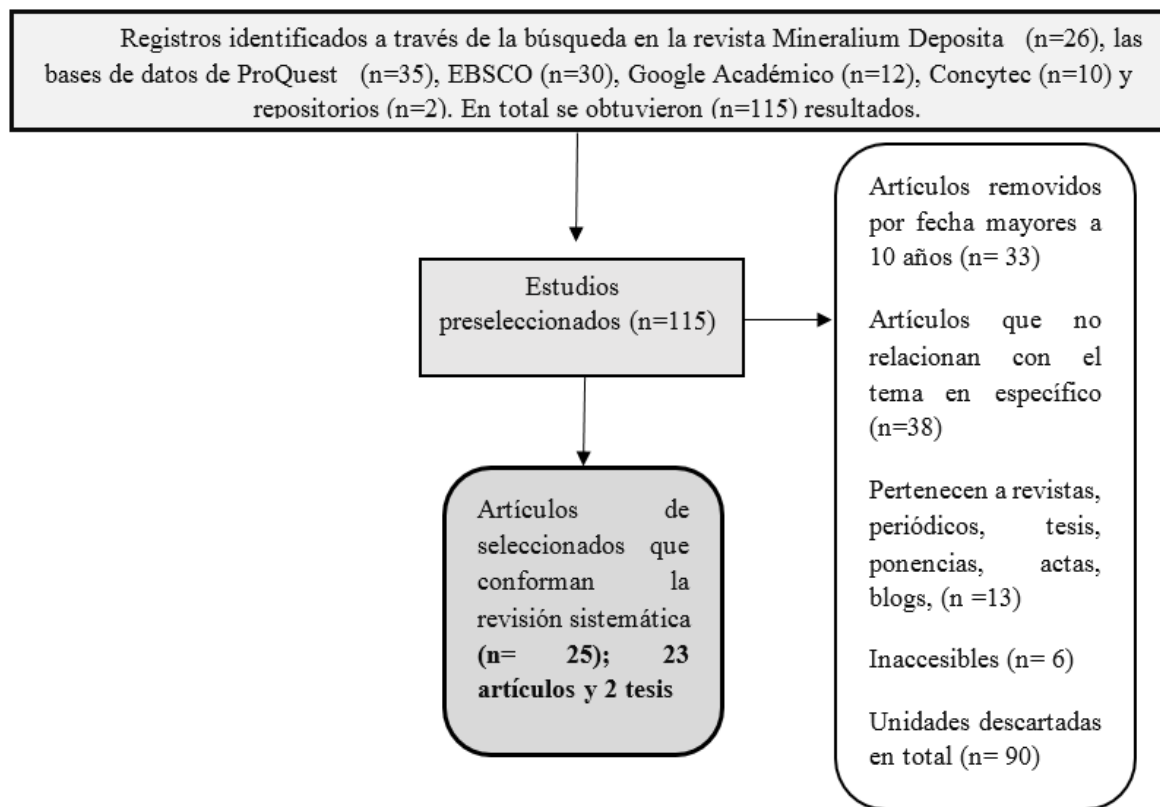 Registros identificados a través de la búsqueda en la revista Mineralium Deposita (n=26), las
bases de datos de ProQuest (n=35), EBSCO (n=30), Google Académico (n=12), Concytec (n=10) y
repositorios (n=2). En total se obtuvieron (n=115) resultados.
Estudios
preseleccionados (n=115)
Artículos removidos
por fecha mayores a
10 años (n= 33)
Artículos que no
relacionan con el
tema en específico
(n=38)
Pertenecen a revistas,
periódicos, tesis,
ponencias, actas,
blogs, (n =13)
Inaccesibles (n= 6)
Unidades descartadas
en total (n= 90)
Artículos de
seleccionados que
conforman la
revisión sistemática
(n= 25); 23
artículos y 2 tesis